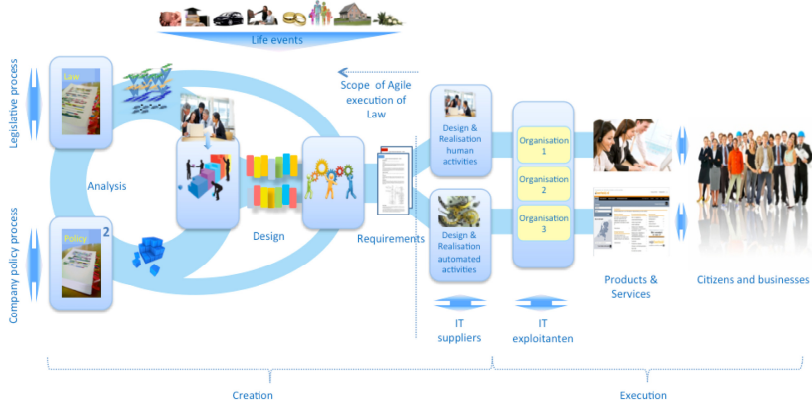 Life events
Legislative process
Law
Scope of Agile
execution of
Law
Design &
Realisation
human
activities
Organisation
1
Organisation
2
Organisation
3
Analysis
Company policy process
Policy
2
Design
Requirements
Design &
Realisation
automated
activities
Products &
Services
Citizens and businesses
IT
suppliers
IT
exploitanten
Creation
Execution